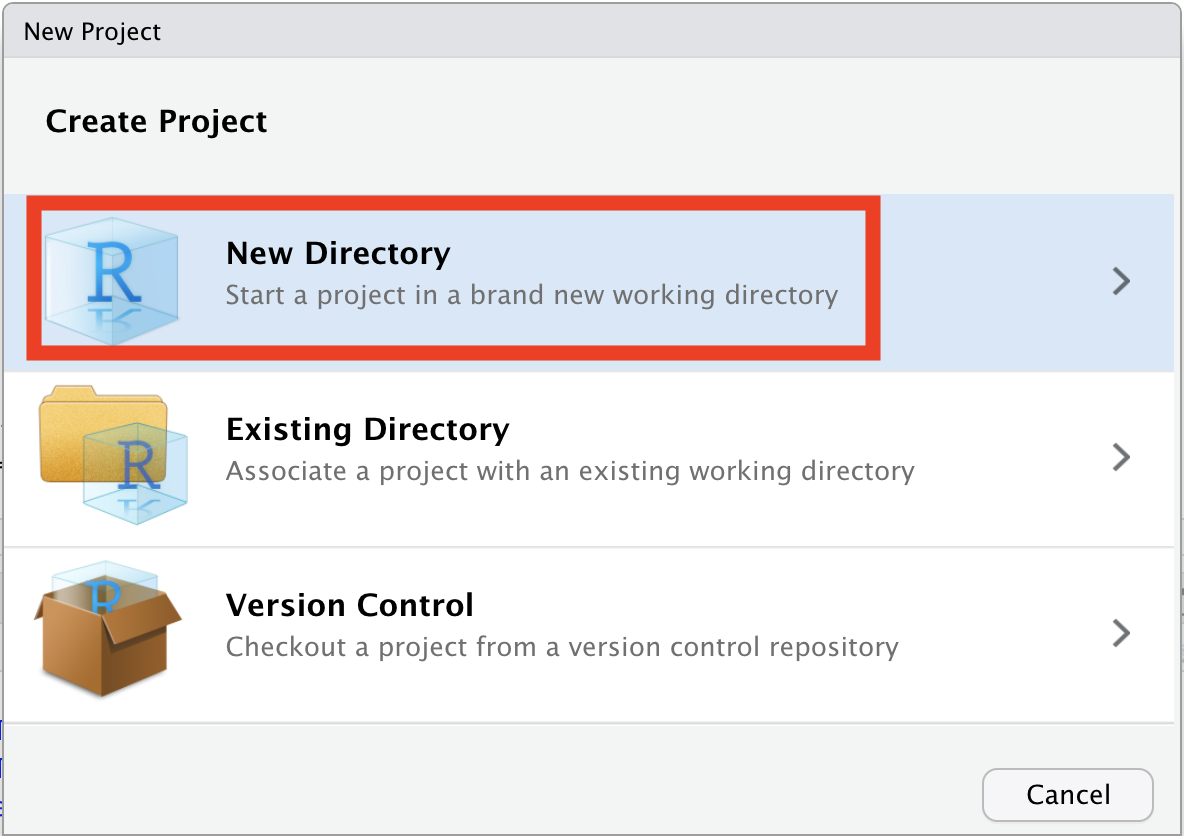 New Project
Create Project
R
New Directory
Start a project in a brand new working directory
R
Existing Directory
Associate a project with an existing working directory
R
Version Control
Checkout a project from a version control repository
Cancel